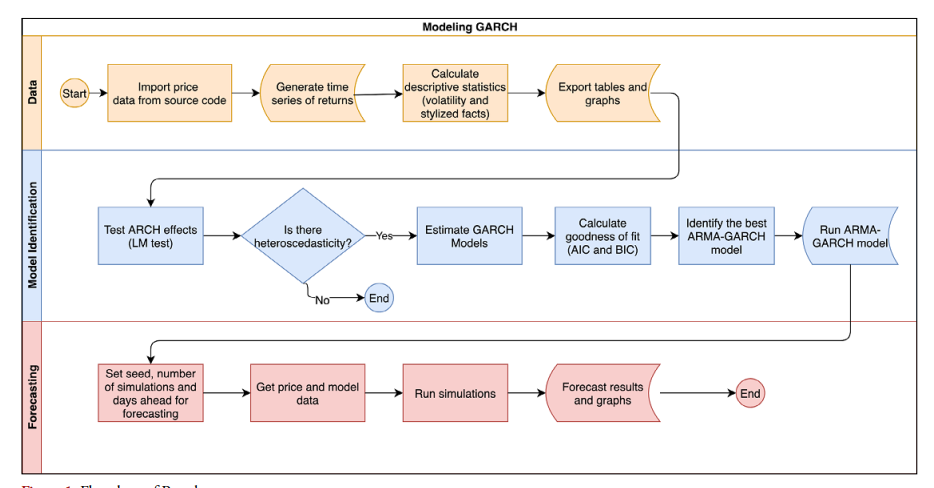 Modeling GARCH
Data
Start
Import price
data from source code
Generate time
series of returns
Calculate
descriptive statistics
(volatility and
stylized facts)
Export tables and
graphs
Model Identification
Test ARCH effects
(LM test)
Is there
heteroscedasticity?
Yes
No
End
Estimate GARCH
Models
Calculate
goodness of fit
(AIC and BIC)
Identify the best
ARMA-GARCH
model
Run ARMA-
GARCH model
Forecasting
Set seed, number
of simulations and
days ahead for
forecasting
Get price and model
data
Run simulations
Forecast results
and graphs
End